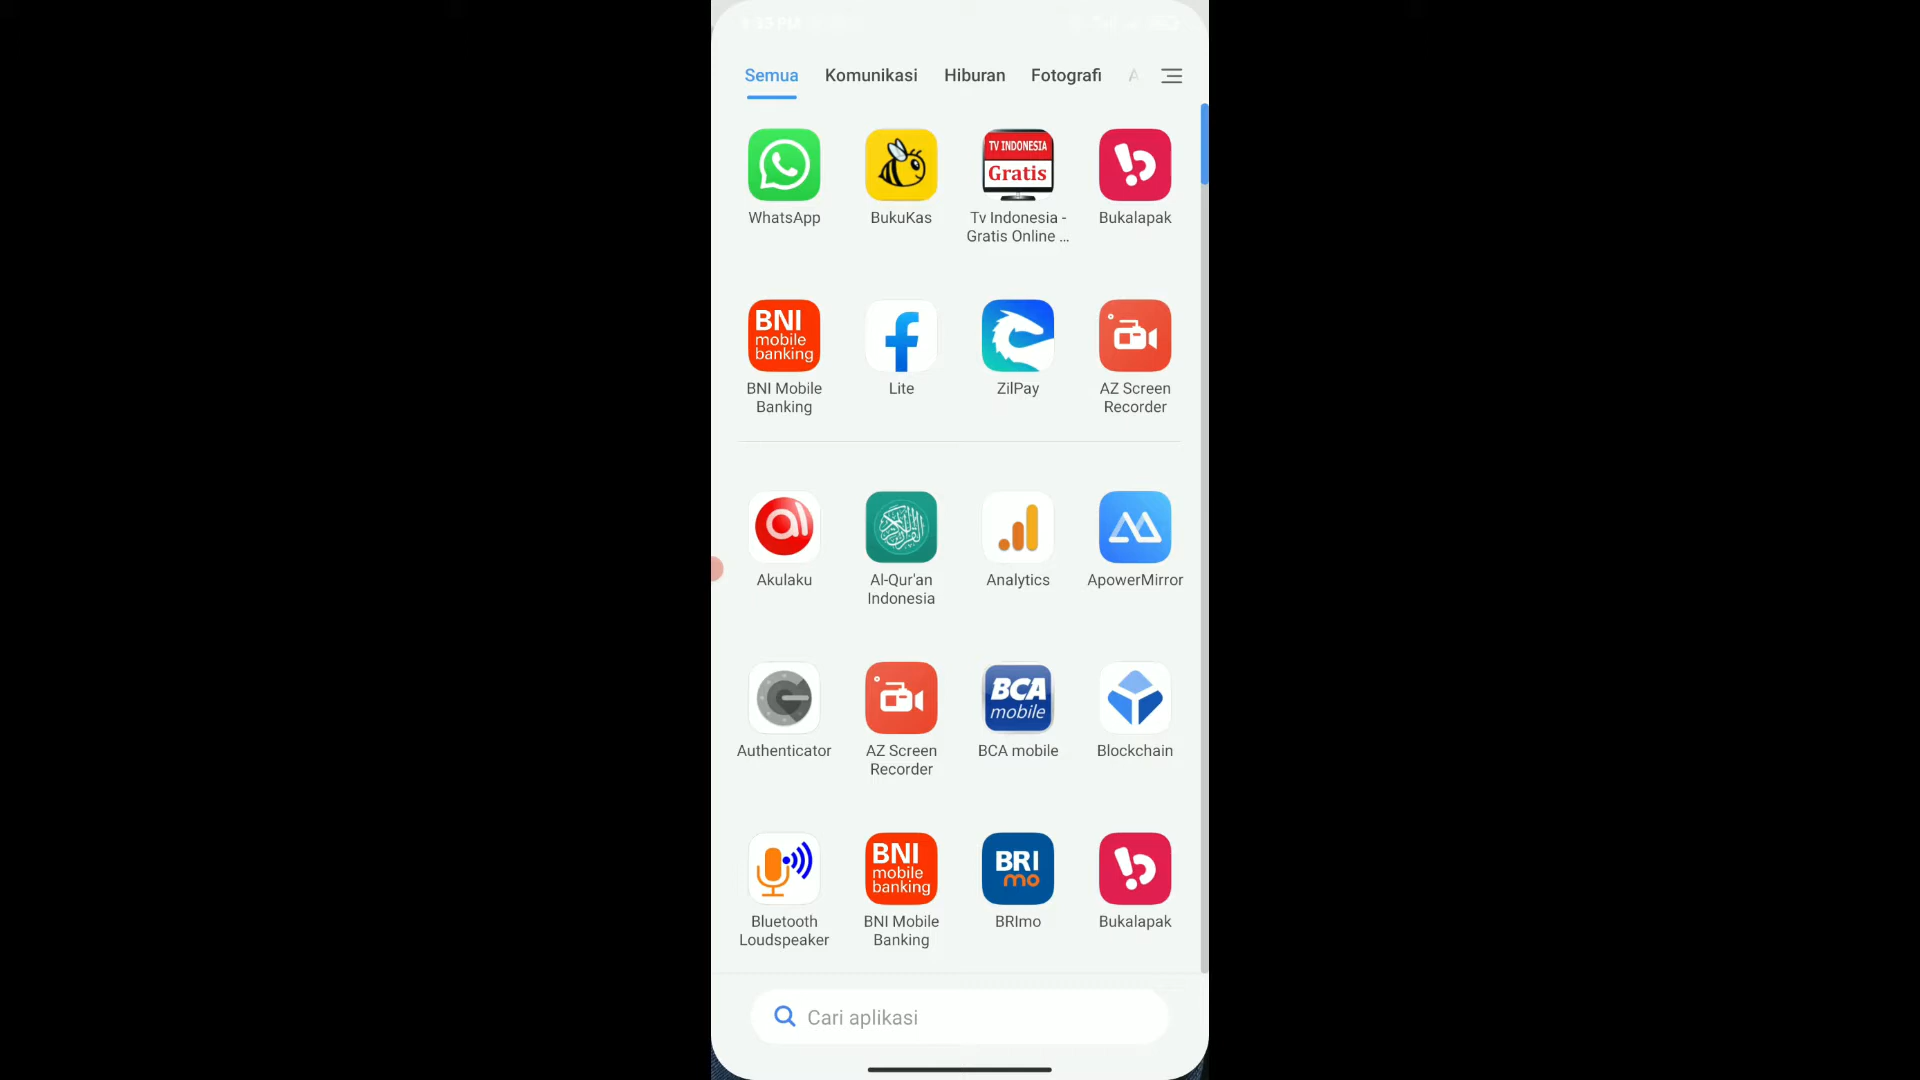 Semua Komunikasi Hiburan Fotografi A
TV INDONESIA
Gratis
WhatsApp BukuKas Tv Indonesia - Bukalapak
Gratis Online ...
BNI
mobile
banking
BNI Mobile Lite ZilPay AZ Screen
Banking Recorder
Akulaku Al-Qur'an Analytics ApowerMirror
Indonesia
BCA
mobile
Authenticator AZ Screen BCA mobile Blockchain
Recorder
BNI
mobile
banking
BRI
mo
Bluetooth BNI Mobile BRImo Bukalapak
Loudspeaker Banking
Cari aplikasi